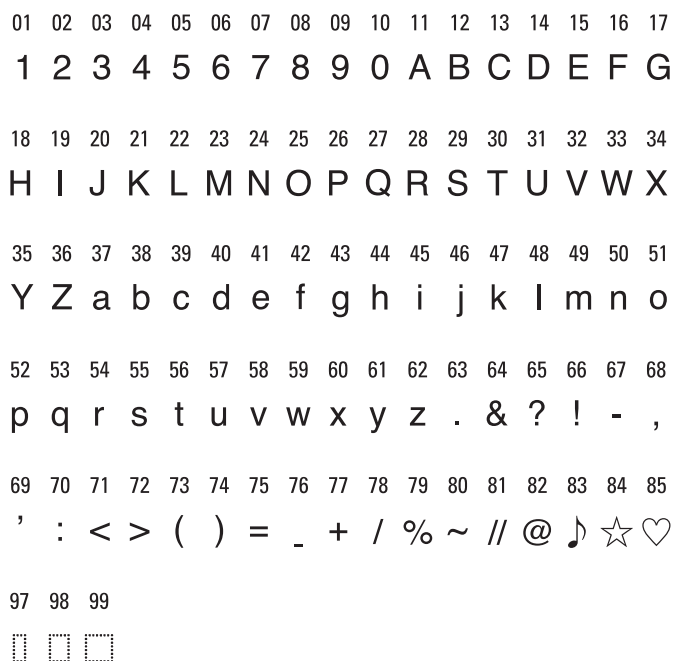 01 02 03 04 05 06 07 08 09 10 11 12 13 14 15 16 17
1 2 3 4 5 6 7 8 9 0 A B C D E F G
18 19 20 21 22 23 24 25 26 27 28 29 30 31 32 33 34
H I J K L M N O P Q R S T U V W X
35 36 37 38 39 40 41 42 43 44 45 46 47 48 49 50 51
Y Z a b c d e f g h i j k l m n o
52 53 54 55 56 57 58 59 60 61 62 63 64 65 66 67 68
p q r s t u v w x y z . & ? ! - ,
69 70 71 72 73 74 75 76 77 78 79 80 81 82 83 84 85
’ : < > ( ) = _ + / % ~ // @ ♪ ☆ ♡
97 98 99